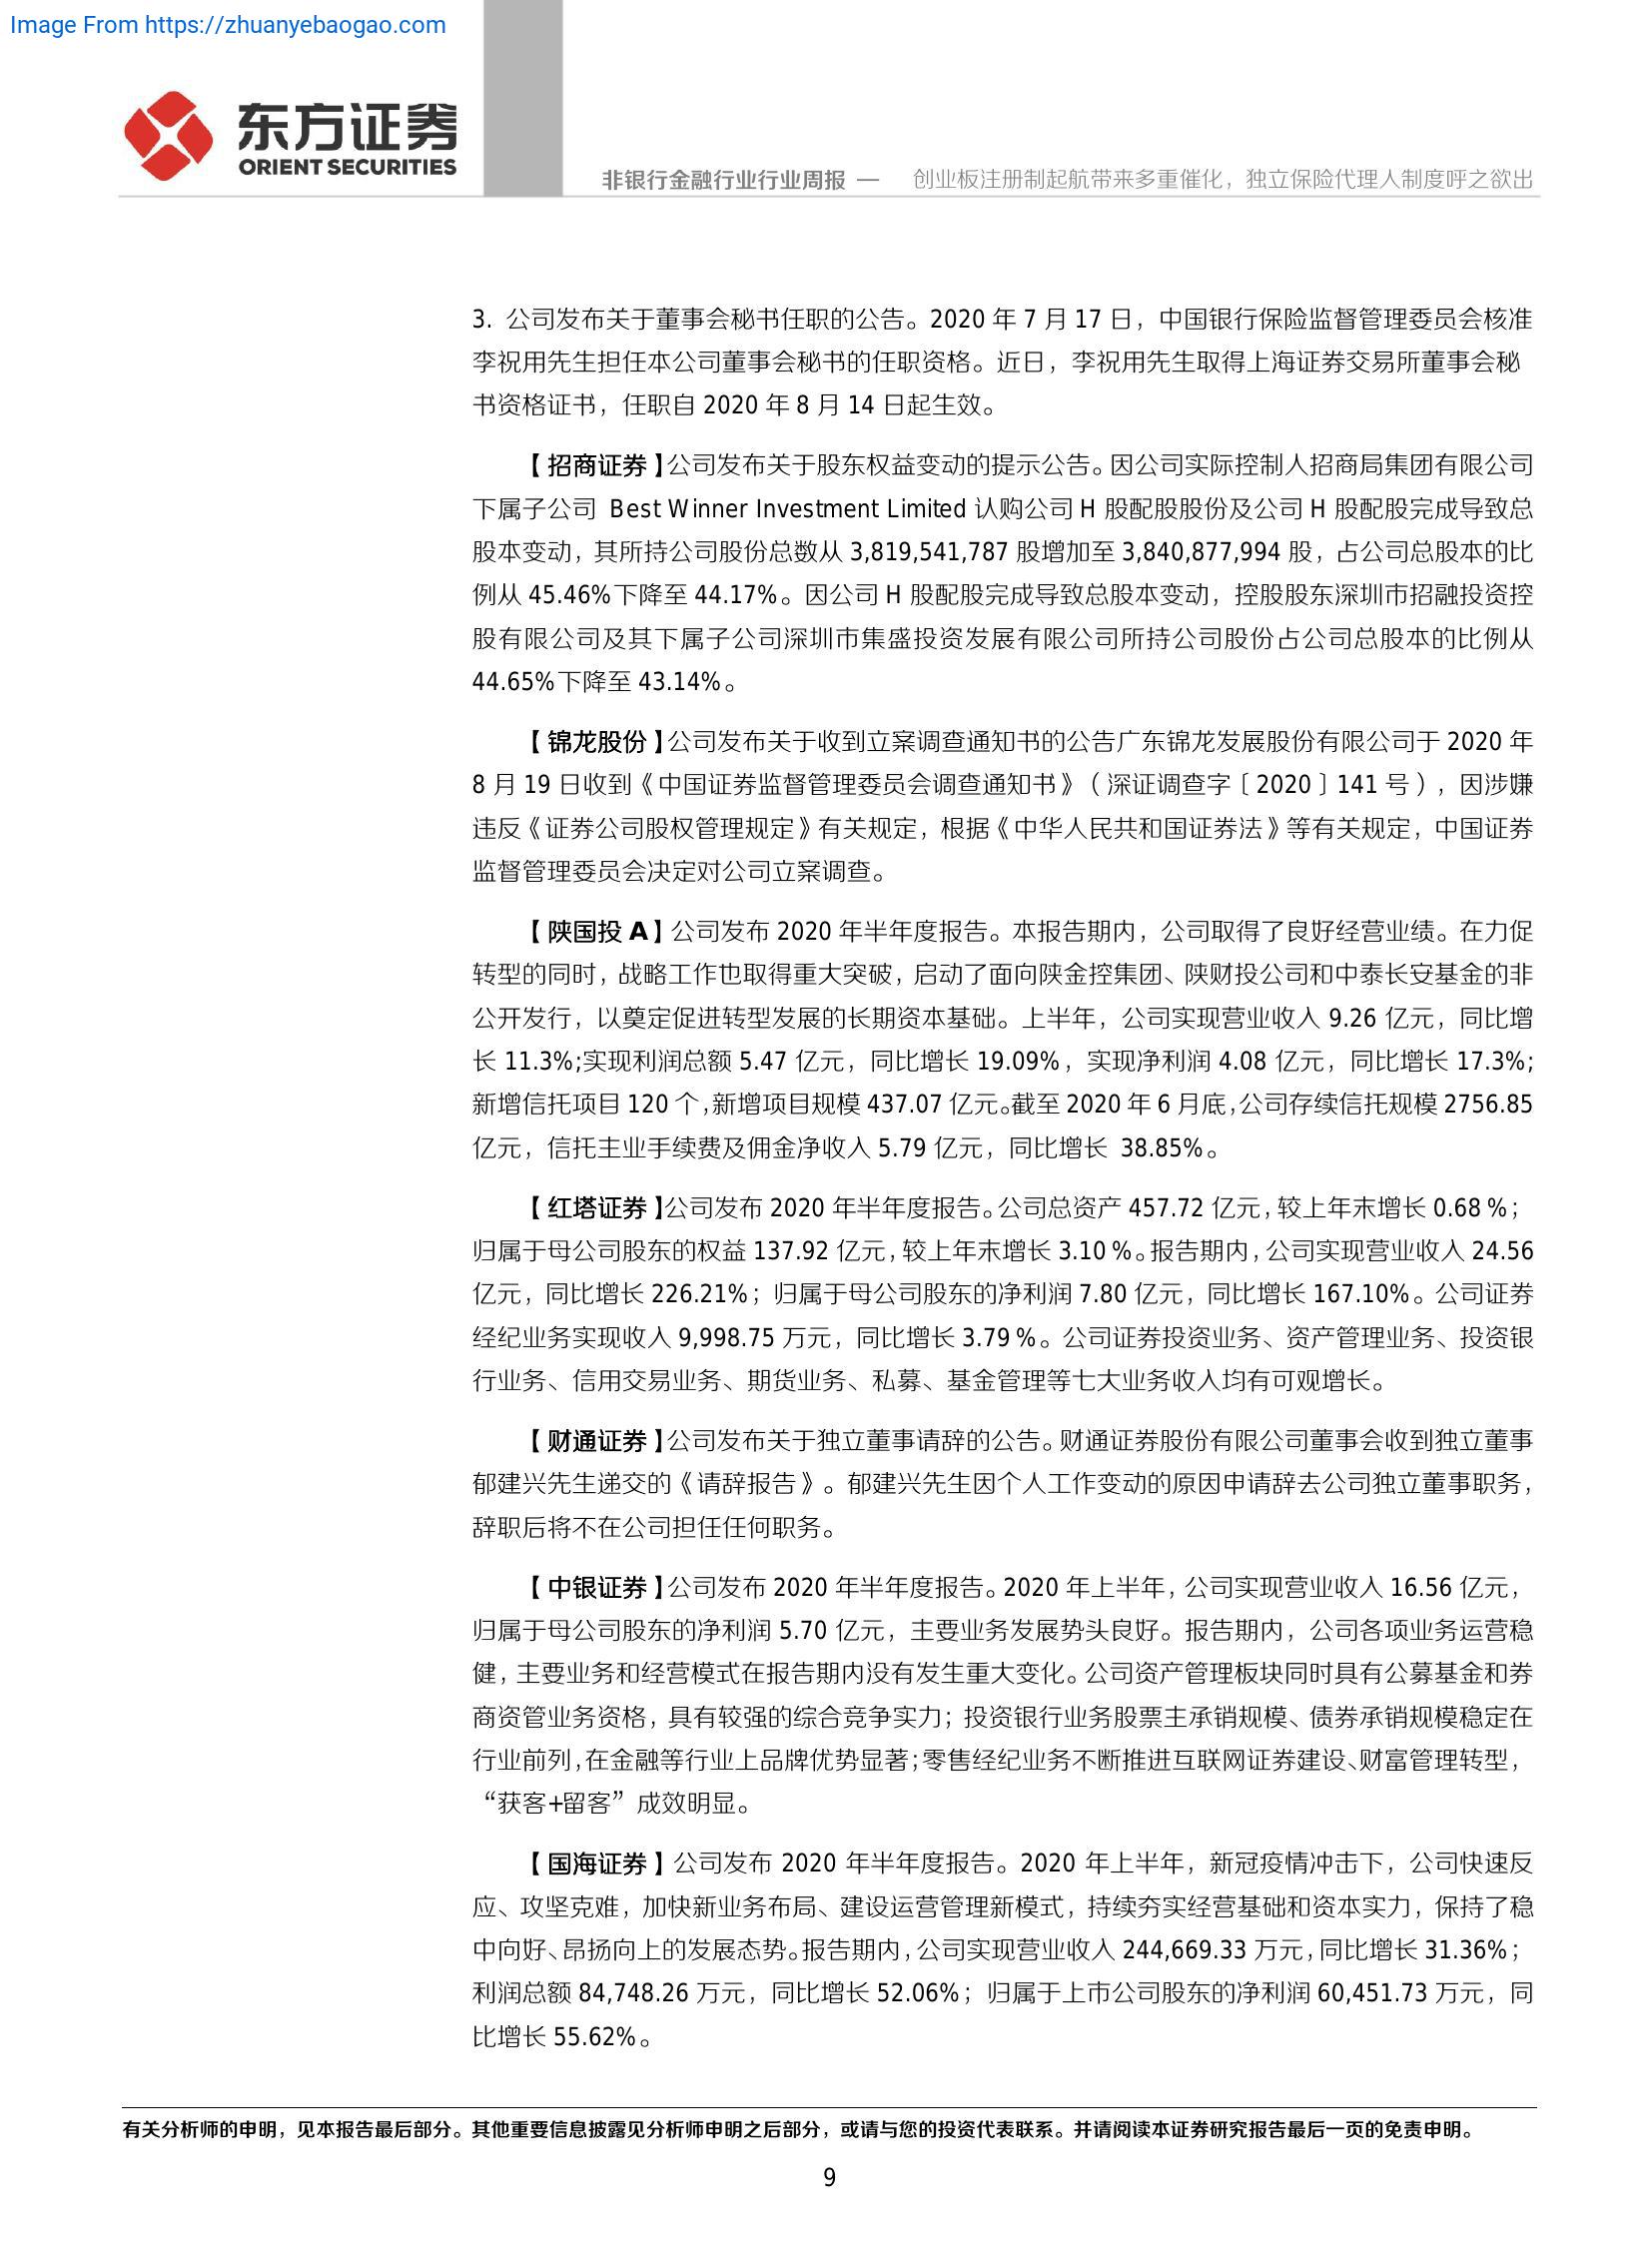 Image From https://zhuanyebaogao.com
东方证券
ORIENT SECURITIES
非银行金融行业行业周报 — 创业板注册制起航带来多重催化，独立保险代理人制度呼之欲出
3. 公司发布关于董事会秘书任职的公告。2020 年 7 月 17 日，中国银行保险监督管理委员会核准
李祝用先生担任本公司董事会秘书的任职资格。近日，李祝用先生取得上海证券交易所董事会秘
书资格证书，任职自 2020 年 8 月 14 日起生效。
【招商证券】公司发布关于股东权益变动的提示公告。因公司实际控制人招商局集团有限公司
下属子公司 Best Winner Investment Limited 认购公司 H 股配股股份及公司 H 股配股完成导致总
股本变动，其所持公司股份总数从 3,819,541,787 股增加至 3,840,877,994 股，占公司总股本的比
例从 45.46%下降至 44.17%。因公司 H 股配股完成导致总股本变动，控股股东深圳市招融投资控
股有限公司及其下属子公司深圳市集盛投资发展有限公司所持公司股份占公司总股本的比例从
44.65%下降至 43.14%。
【锦龙股份】公司发布关于收到立案调查通知书的公告广东锦龙发展股份有限公司于 2020 年
8 月 19 日收到《中国证券监督管理委员会调查通知书》（深证调查字〔2020〕141 号），因涉嫌
违反《证券公司股权管理规定》有关规定，根据《中华人民共和国证券法》等有关规定，中国证券
监督管理委员会决定对公司立案调查。
【陕国投 A】公司发布 2020 年半年度报告。本报告期内，公司取得了良好经营业绩。在力促
转型的同时，战略工作也取得重大突破，启动了面向陕金控集团、陕财投公司和中泰长安基金的非
公开发行，以奠定促进转型发展的长期资本基础。上半年，公司实现营业收入 9.26 亿元，同比增
长 11.3%;实现利润总额 5.47 亿元，同比增长 19.09%，实现净利润 4.08 亿元，同比增长 17.3%;
新增信托项目 120 个,新增项目规模 437.07 亿元。截至 2020 年 6 月底,公司存续信托规模 2756.85
亿元，信托主业手续费及佣金净收入 5.79 亿元，同比增长 38.85%。
【红塔证券】公司发布 2020 年半年度报告。公司总资产 457.72 亿元，较上年末增长 0.68％；
归属于母公司股东的权益 137.92 亿元，较上年末增长 3.10％。报告期内，公司实现营业收入 24.56
亿元，同比增长 226.21%；归属于母公司股东的净利润 7.80 亿元，同比增长 167.10%。公司证券
经纪业务实现收入 9,998.75 万元，同比增长 3.79％。公司证券投资业务、资产管理业务、投资银
行业务、信用交易业务、期货业务、私募、基金管理等七大业务收入均有可观增长。
【财通证券】公司发布关于独立董事请辞的公告。财通证券股份有限公司董事会收到独立董事
郁建兴先生递交的《请辞报告》。郁建兴先生因个人工作变动的原因申请辞去公司独立董事职务，
辞职后将不在公司担任任何职务。
【中银证券】公司发布 2020 年半年度报告。2020 年上半年，公司实现营业收入 16.56 亿元，
归属于母公司股东的净利润 5.70 亿元，主要业务发展势头良好。报告期内，公司各项业务运营稳
健，主要业务和经营模式在报告期内没有发生重大变化。公司资产管理板块同时具有公募基金和券
商资管业务资格，具有较强的综合竞争实力；投资银行业务股票主承销规模、债券承销规模稳定在
行业前列，在金融等行业上品牌优势显著；零售经纪业务不断推进互联网证券建设、财富管理转型，
“获客+留客”成效明显。
【国海证券】公司发布 2020 年半年度报告。2020 年上半年，新冠疫情冲击下，公司快速反
应、攻坚克难，加快新业务布局、建设运营管理新模式，持续夯实经营基础和资本实力，保持了稳
中向好、昂扬向上的发展态势。报告期内，公司实现营业收入 244,669.33 万元，同比增长 31.36%；
利润总额 84,748.26 万元，同比增长 52.06%；归属于上市公司股东的净利润 60,451.73 万元，同
比增长 55.62%。
有关分析师的申明，见本报告最后部分。其他重要信息披露见分析师申明之后部分，或请与您的投资代表联系。并请阅读本证券研究报告最后一页的免责申明。
9